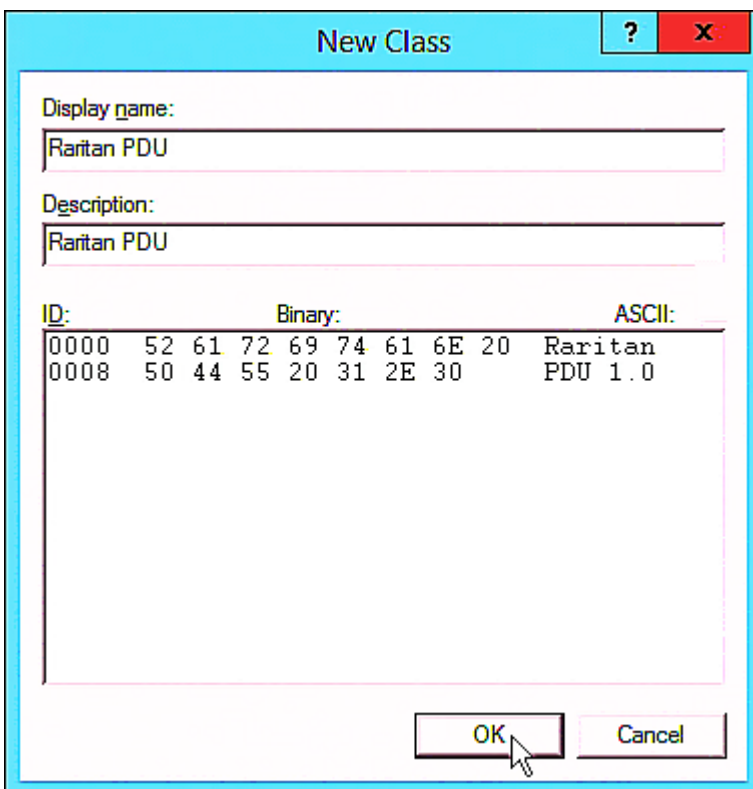 New Class
?
x
Display name:
Raritan PDU
Description:
Raritan PDU
ID: Binary: ASCII:
0000 52 61 72 69 74 61 6E 20 Raritan
0008 50 44 55 20 31 2E 30 PDU 1.0
OK Cancel